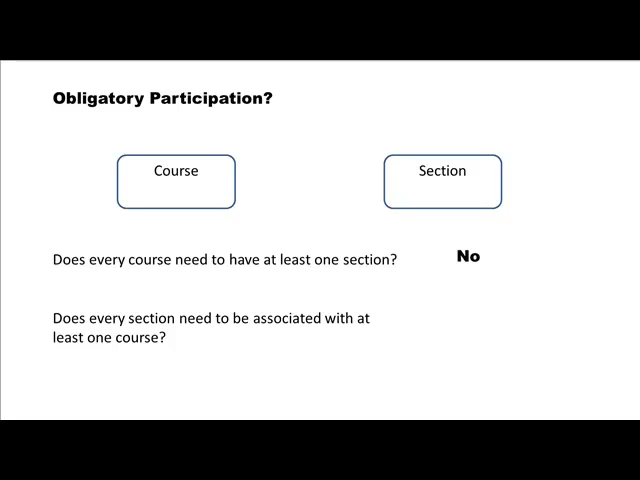 Obligatory Participation?
Course
Section
Does every course need to have at least one section?
No
Does every section need to be associated with at
least one course?